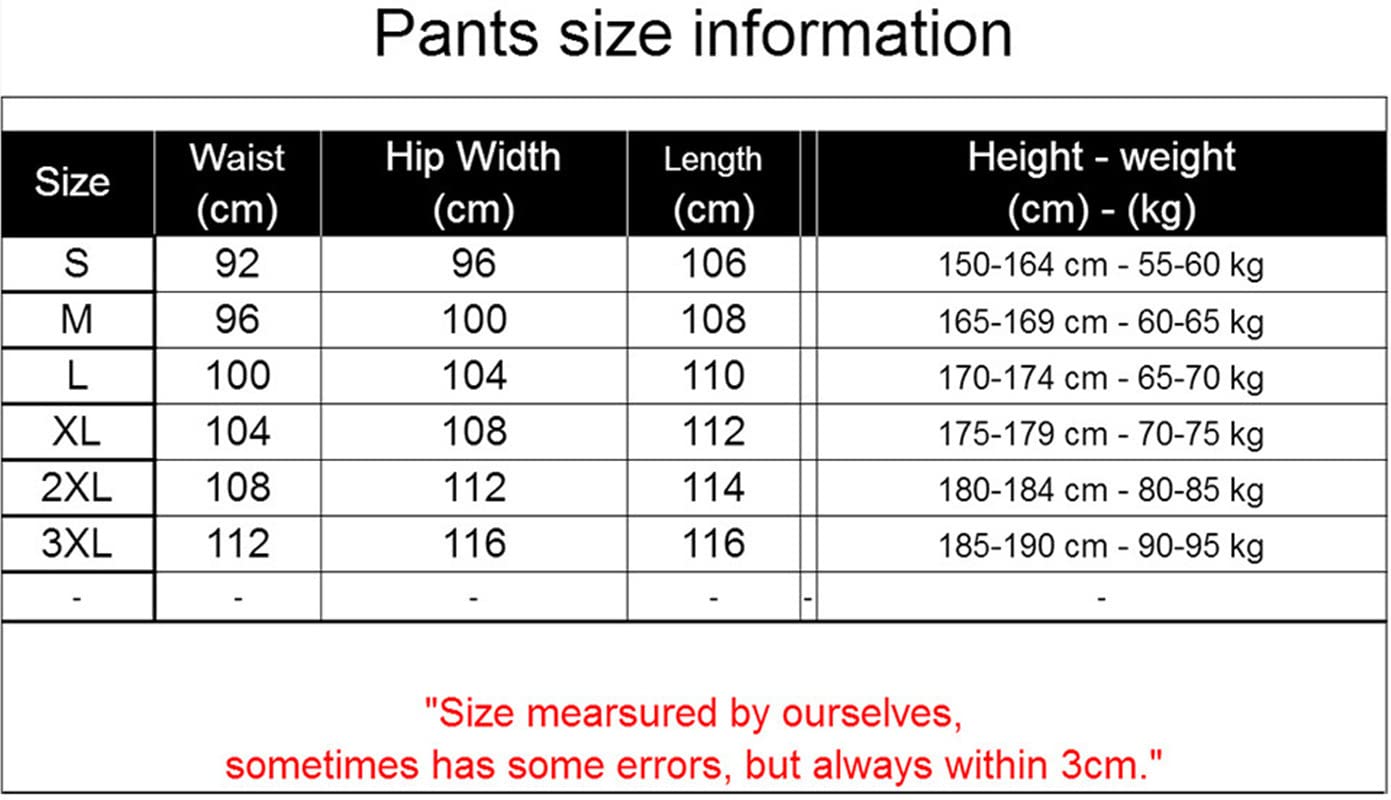 Pants size information
Size Waist (cm) Hip Width (cm) Length (cm) Height - weight (cm) - (kg)
S 92 96 106 150-164 cm - 55-60 kg
M 96 100 108 165-169 cm - 60-65 kg
L 100 104 110 170-174 cm - 65-70 kg
XL 104 108 112 175-179 cm - 70-75 kg
2XL 108 112 114 180-184 cm - 80-85 kg
3XL 112 116 116 185-190 cm - 90-95 kg
- - - - - -
"Size mearsured by ourselves,
sometimes has some errors, but always within 3cm."